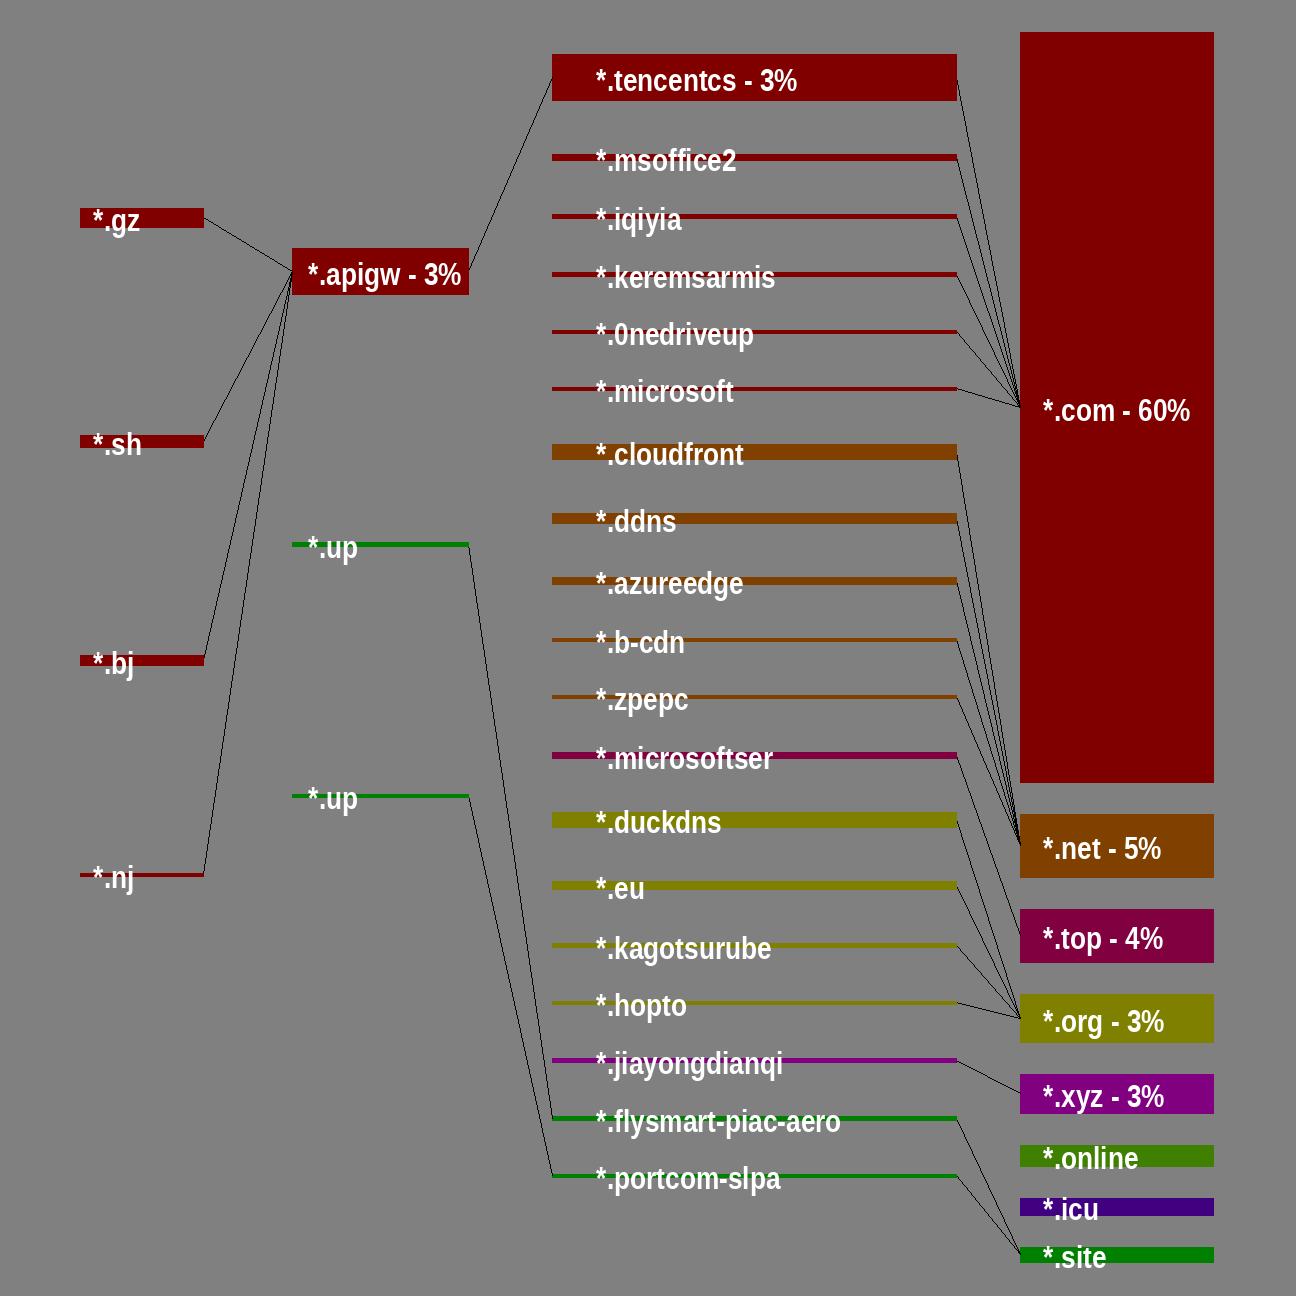 *.gz
*.sh
*.bj
*.nj
*.apigw - 3%
*.up
*.up
*.tencentcs - 3%
*.msoffice2
*.iqiyia
*.keremsarmis
*.0nedriveup
*.microsoft
*.cloudfront
*.ddns
*.azureedge
*.b-cdn
*.zpepc
*.microsoftser
*.duckdns
*.eu
*.kagotsurube
*.hopto
*.jiayongdianqi
*.flysmart-piac-aero
*.portcom-slpa
*.com - 60%
*.net - 5%
*.top - 4%
*.org - 3%
*.xyz - 3%
*.online
*.icu
*.site